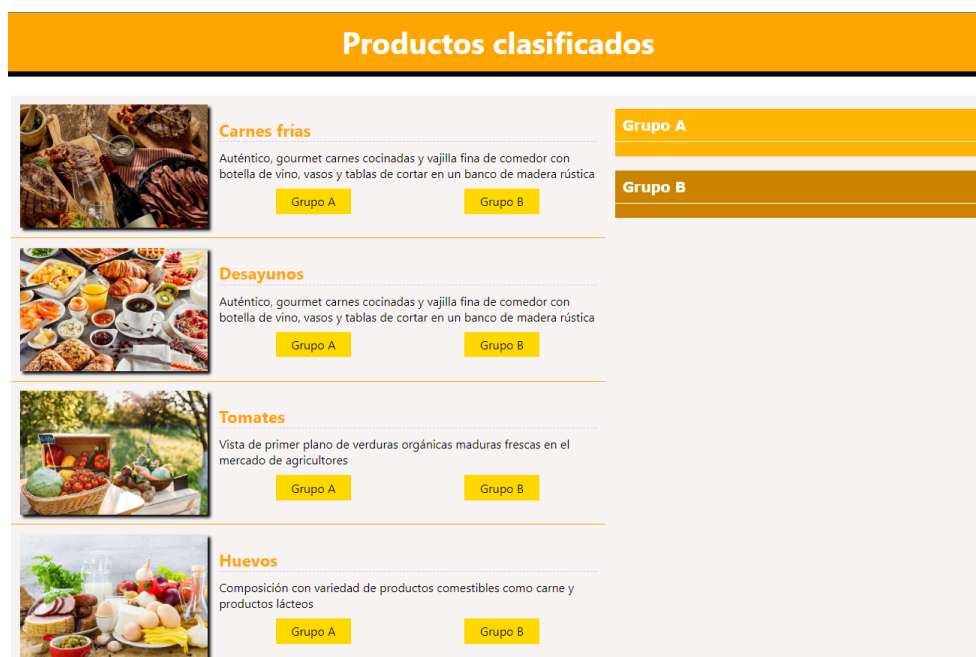 Productos clasificados
Carnes frías
Auténtico, gourmet carnes cocinadas y vajilla fina de comedor con
botella de vino, vasos y tablas de cortar en un banco de madera rústica
Grupo A
Grupo B
Desayunos
Auténtico, gourmet carnes cocinadas y vajilla fina de comedor con
botella de vino, vasos y tablas de cortar en un banco de madera rústica
Grupo A
Grupo B
Tomates
Vista de primer plano de verduras orgánicas maduras frescas en el
mercado de agricultores
Grupo A
Grupo B
Huevos
Composición con variedad de productos comestibles como carne y
productos lácteos
Grupo A
Grupo B
Grupo A
Grupo B